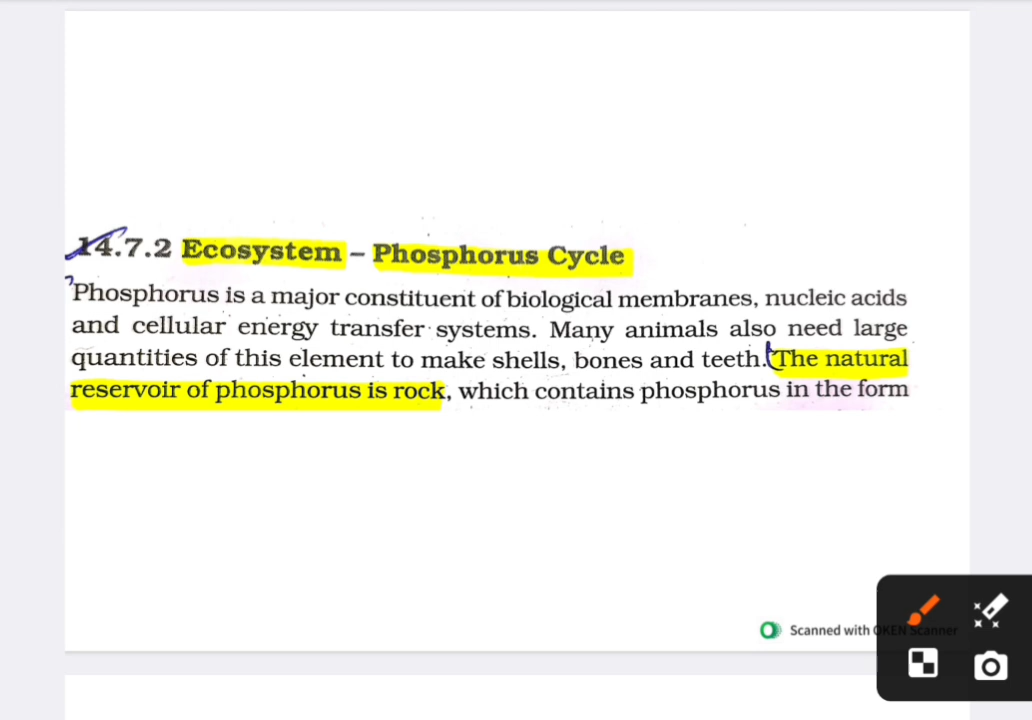 14.7.2 Ecosystem – Phosphorus Cycle
Phosphorus is a major constituent of biological membranes, nucleic acids
and cellular energy transfer systems. Many animals also need large
quantities of this element to make shells, bones and teeth. The natural
reservoir of phosphorus is rock, which contains phosphorus in the form
Scanned with OKEN Scanner